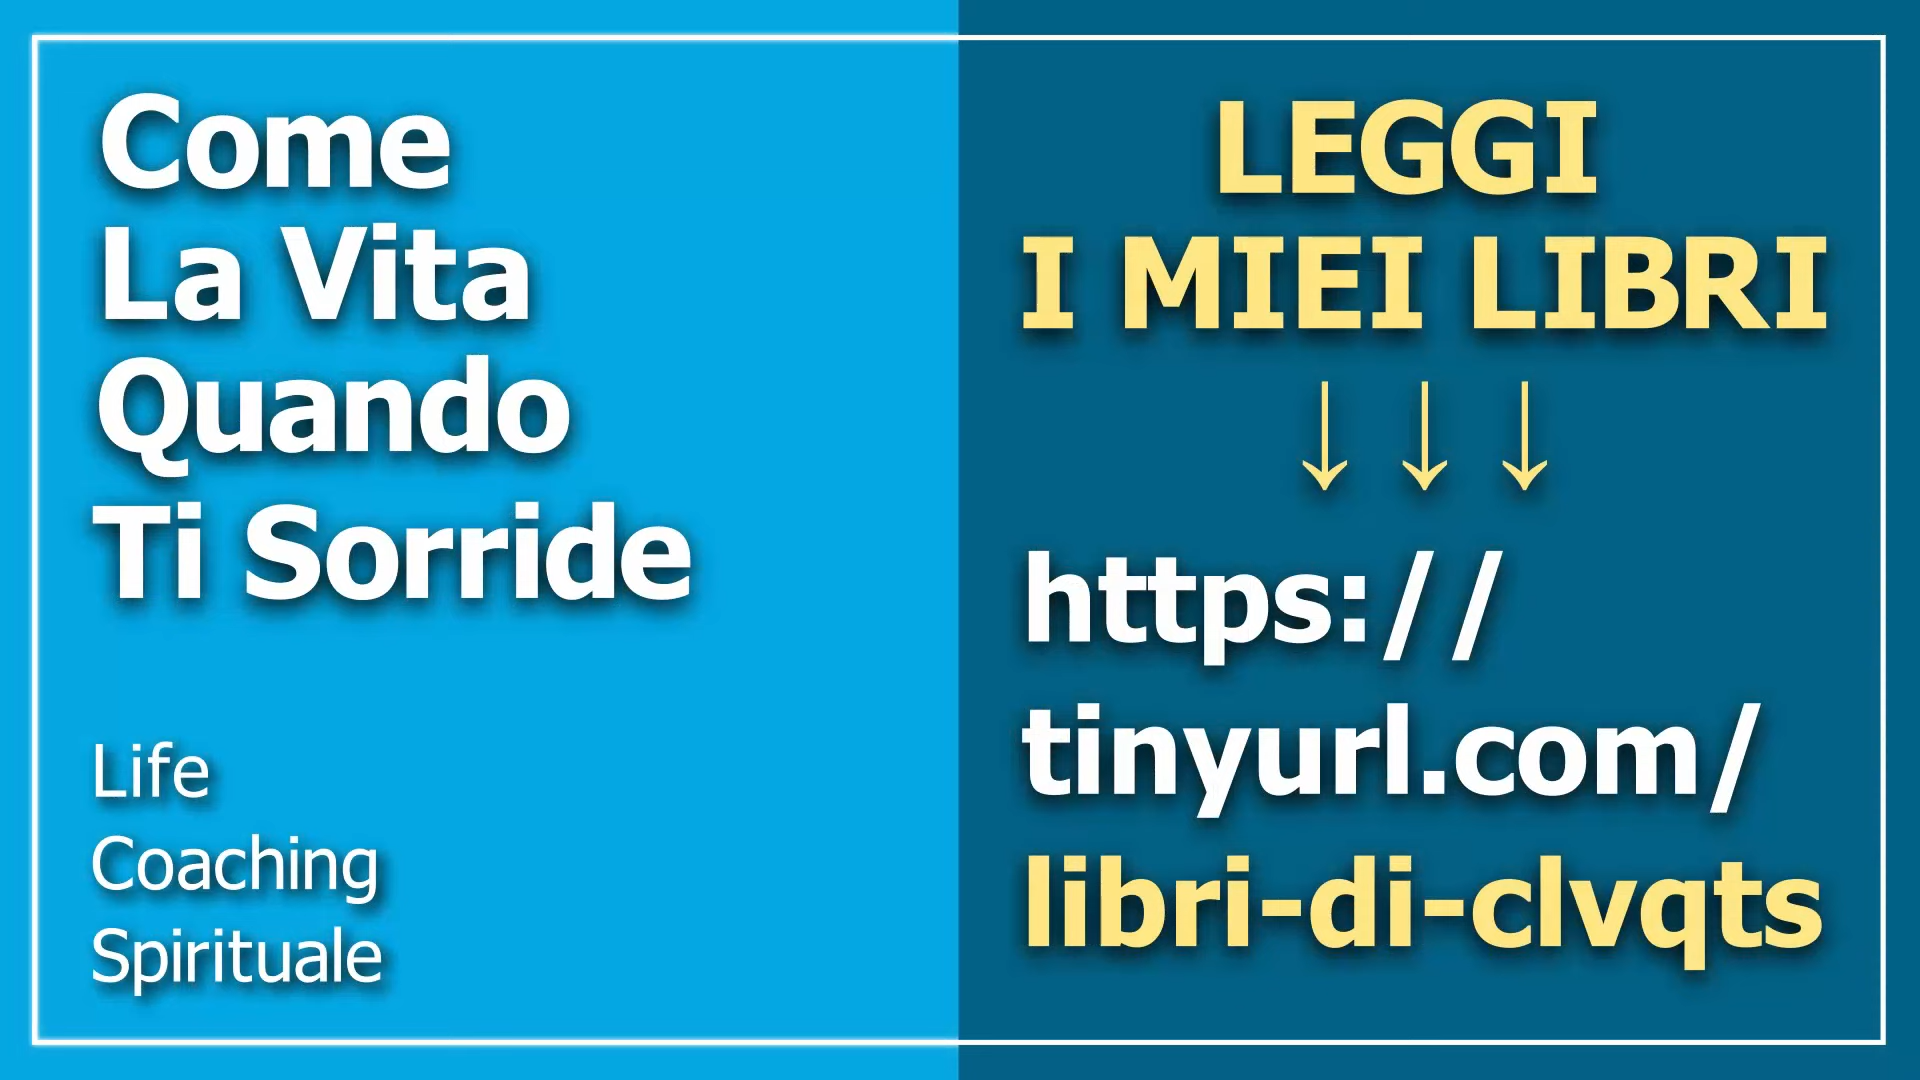 Come
La Vita
Quando
Ti Sorride
Life
Coaching
Spirituale
LEGGI
I MIEI LIBRI
↓ ↓ ↓
https://
tinyurl.com/
libri-di-clvqts